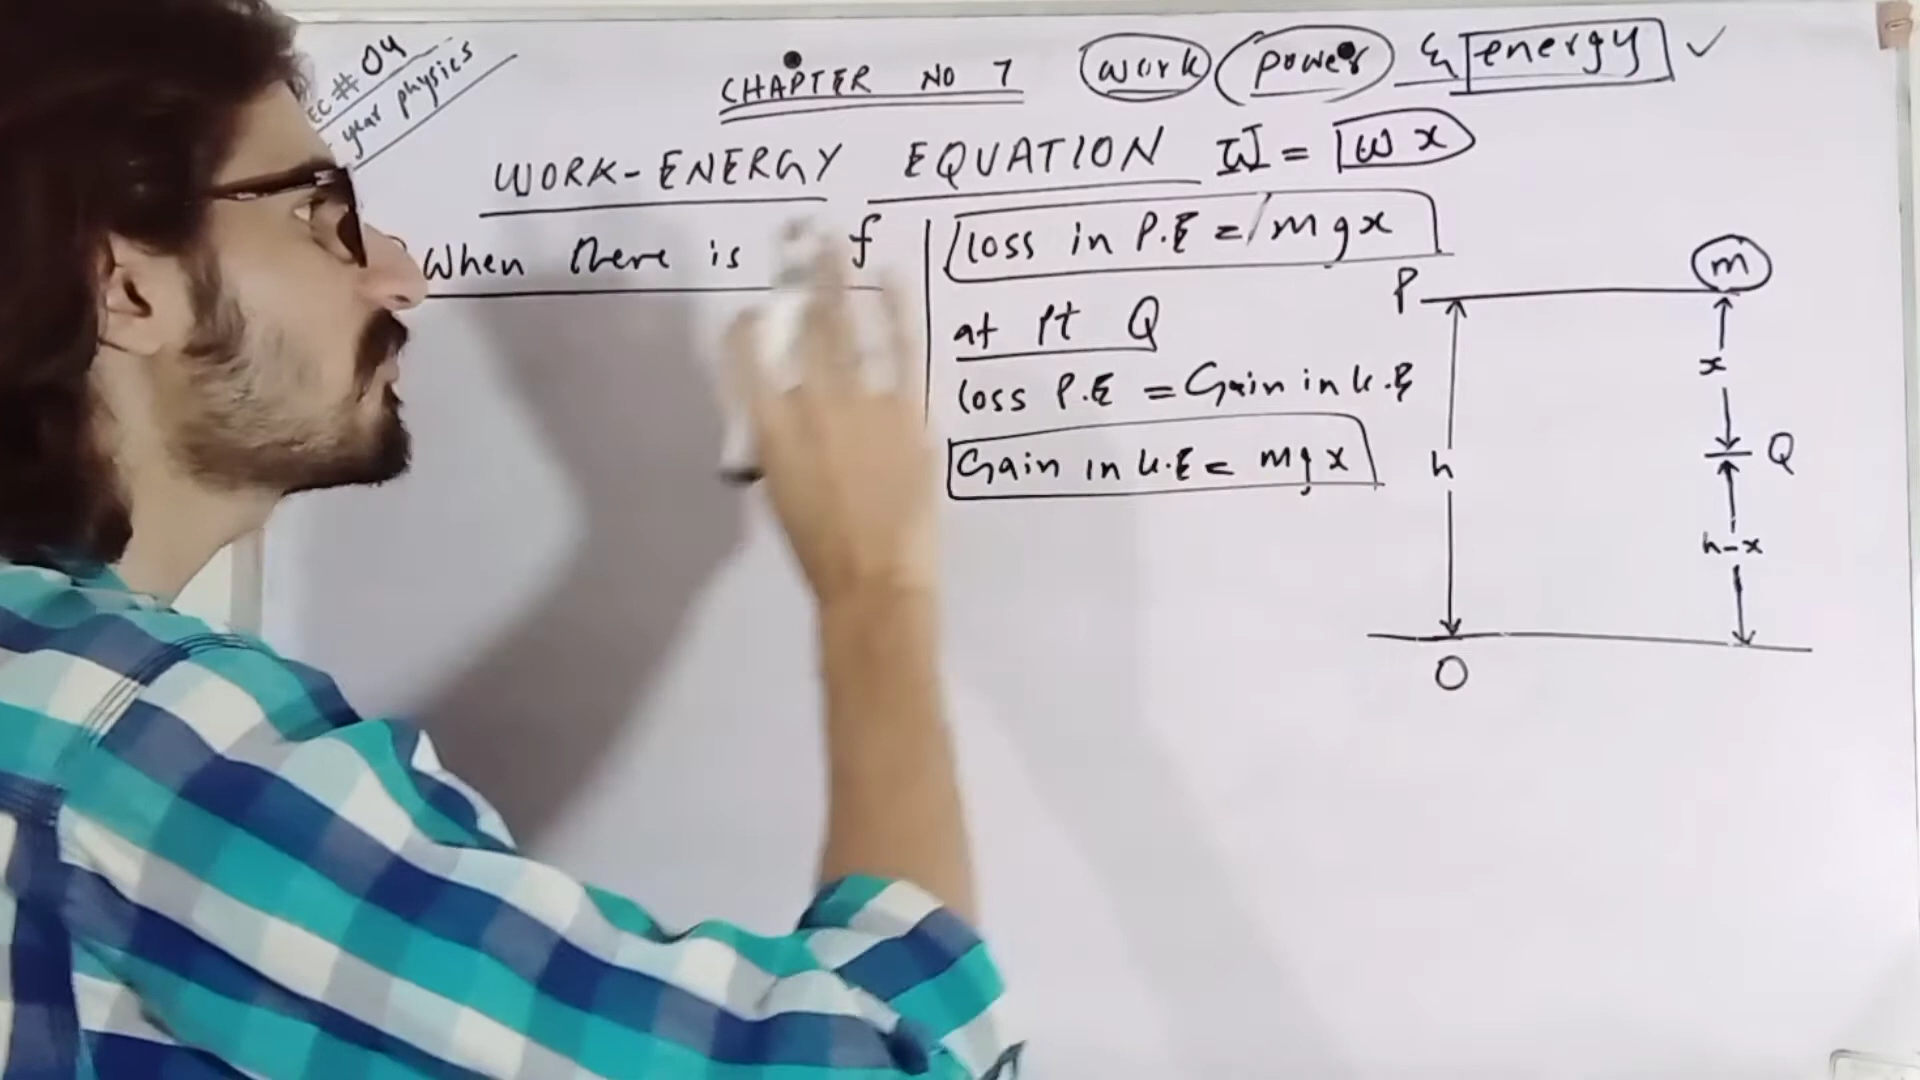 EC # 04
year physics
CHAPTER NO 7 work power & energy ✓
WORK-ENERGY EQUATION W = w x
When there is f
loss in P.E = mgx
at pt Q
loss P.E = Gain in K.E
Gain in K.E = mgx
P
m
x
Q
h
h-x
O